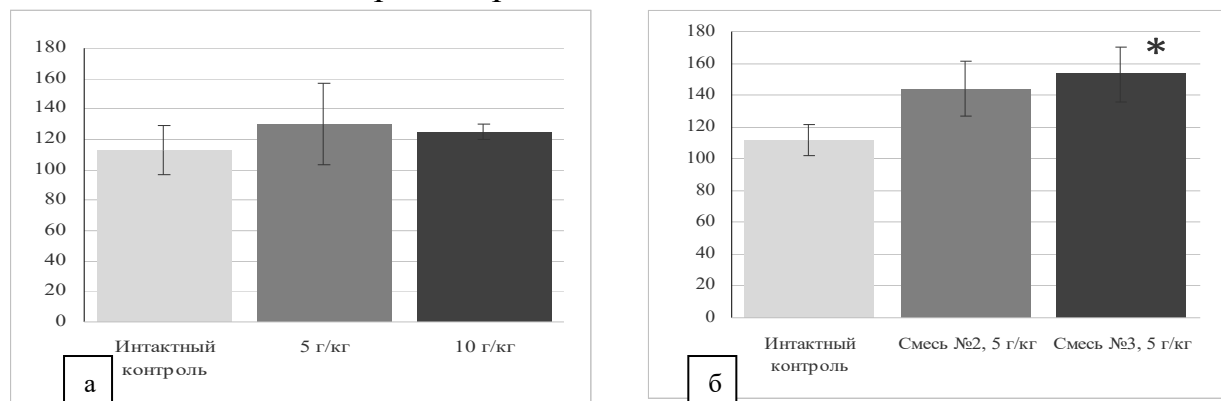 180
160
140
120
100
80
60
40
20
0
Интактный
контроль
5 г/кг
10 г/кг
а
180
160
140
120
100
80
60
40
20
0
*
Интактный
контроль
Смесь №2, 5 г/кг
Смесь №3, 5 г/кг
б